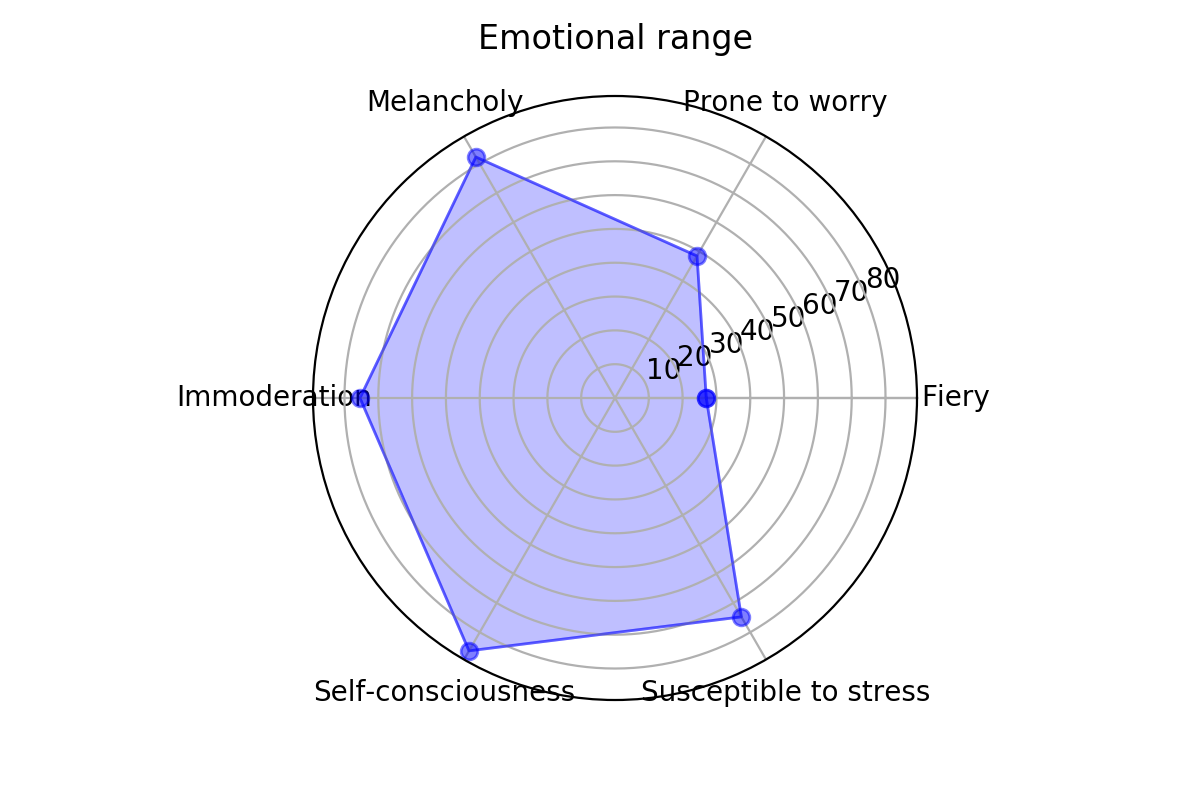 Emotional range
Melancholy
Prone to worry
80
70
60
50
40
30
20
10
Immoderation
Fiery
Self-consciousness
Susceptible to stress